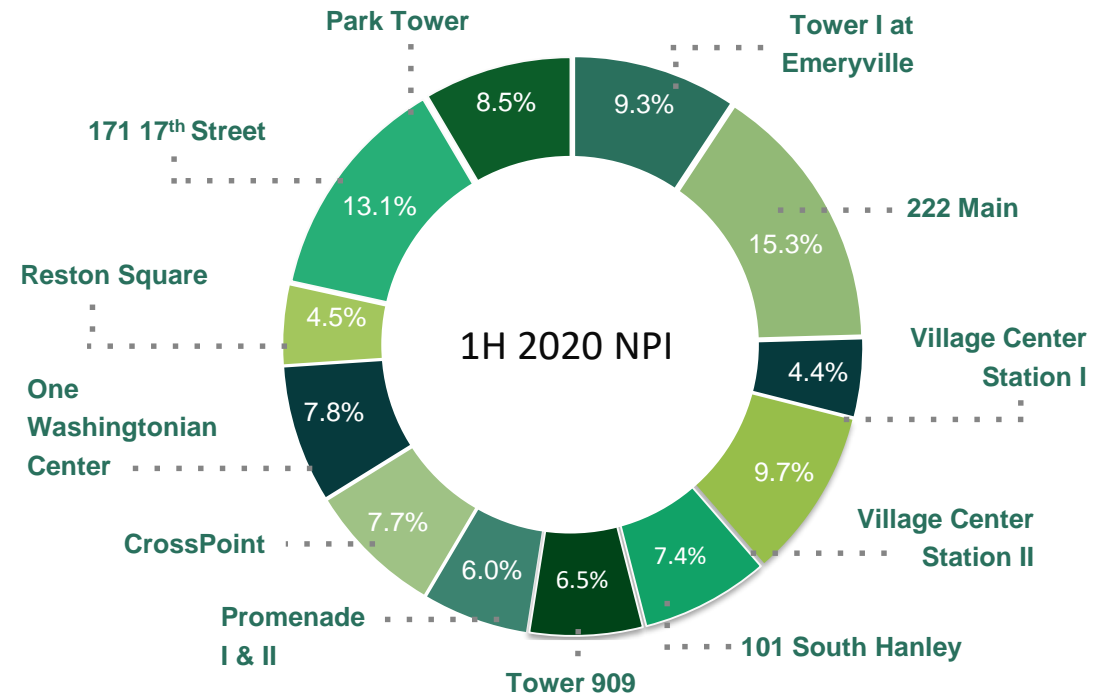 Park Tower
Tower I at
Emeryville
8.5%
9.3%
171 17th Street
13.1%
222 Main
15.3%
Reston Square
4.5%
1H 2020 NPI
Village Center
Station I
4.4%
One
Washingtonian
Center
7.8%
9.7%
Village Center
Station II
CrossPoint
7.7%
7.4%
6.0%
6.5%
Promenade
I & II
101 South Hanley
Tower 909